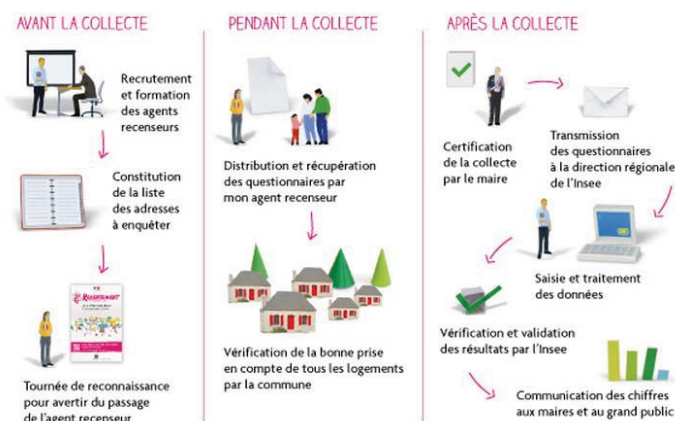 AVANT LA COLLECTE
Recrutement
et formation
des agents
recenseurs
Constitution
de la liste
des adresses
à enquêter
Recensement
Tournée de reconnaissance
pour avertir du passage
de l'agent recenseur
PENDANT LA COLLECTE
Distribution et récupération
des questionnaires par
mon agent recenseur
Vérification de la bonne prise
en compte de tous les logements
par la commune
APRÈS LA COLLECTE
Certification
de la collecte
par le maire
Transmission
des questionnaires
à la direction régionale
de l'Insee
Saisie et traitement
des données
Vérification et validation
des résultats par l'Insee
Communication des chiffres
aux maires et au grand public